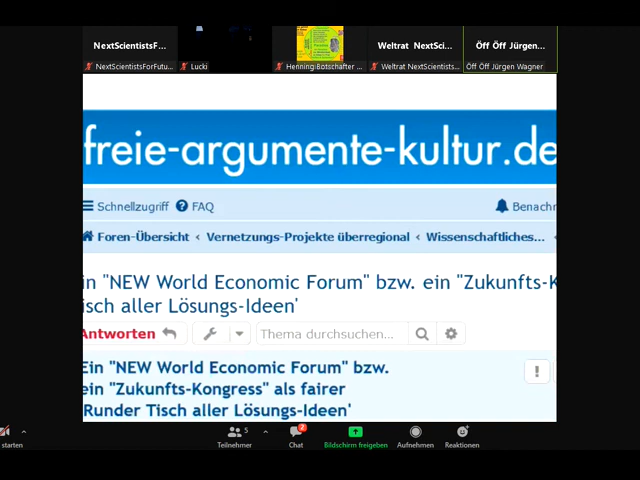 NextScientistsF...
Weltrat NextSci...
Öff Öff Jürgen...
NextScientistsForFutu...
Lucki
Henning:Botschafter ...
Weltrat NextScientists...
Öff Öff Jürgen Wagner
freie-argumente-kultur.de
Schnellzugriff
FAQ
Benachr
Foren-Übersicht ‹ Vernetzungs-Projekte überregional ‹ Wissenschaftliches... ‹
in "NEW World Economic Forum" bzw. ein "Zukunfts-K
isch aller Lösungs-Ideen'
Antworten
Thema durchsuchen...
Ein "NEW World Economic Forum" bzw.
ein "Zukunfts-Kongress" als fairer
'Runder Tisch aller Lösungs-Ideen'
starten
Teilnehmer
5
Chat
2
Bildschirm freigeben
Aufnehmen
Reaktionen